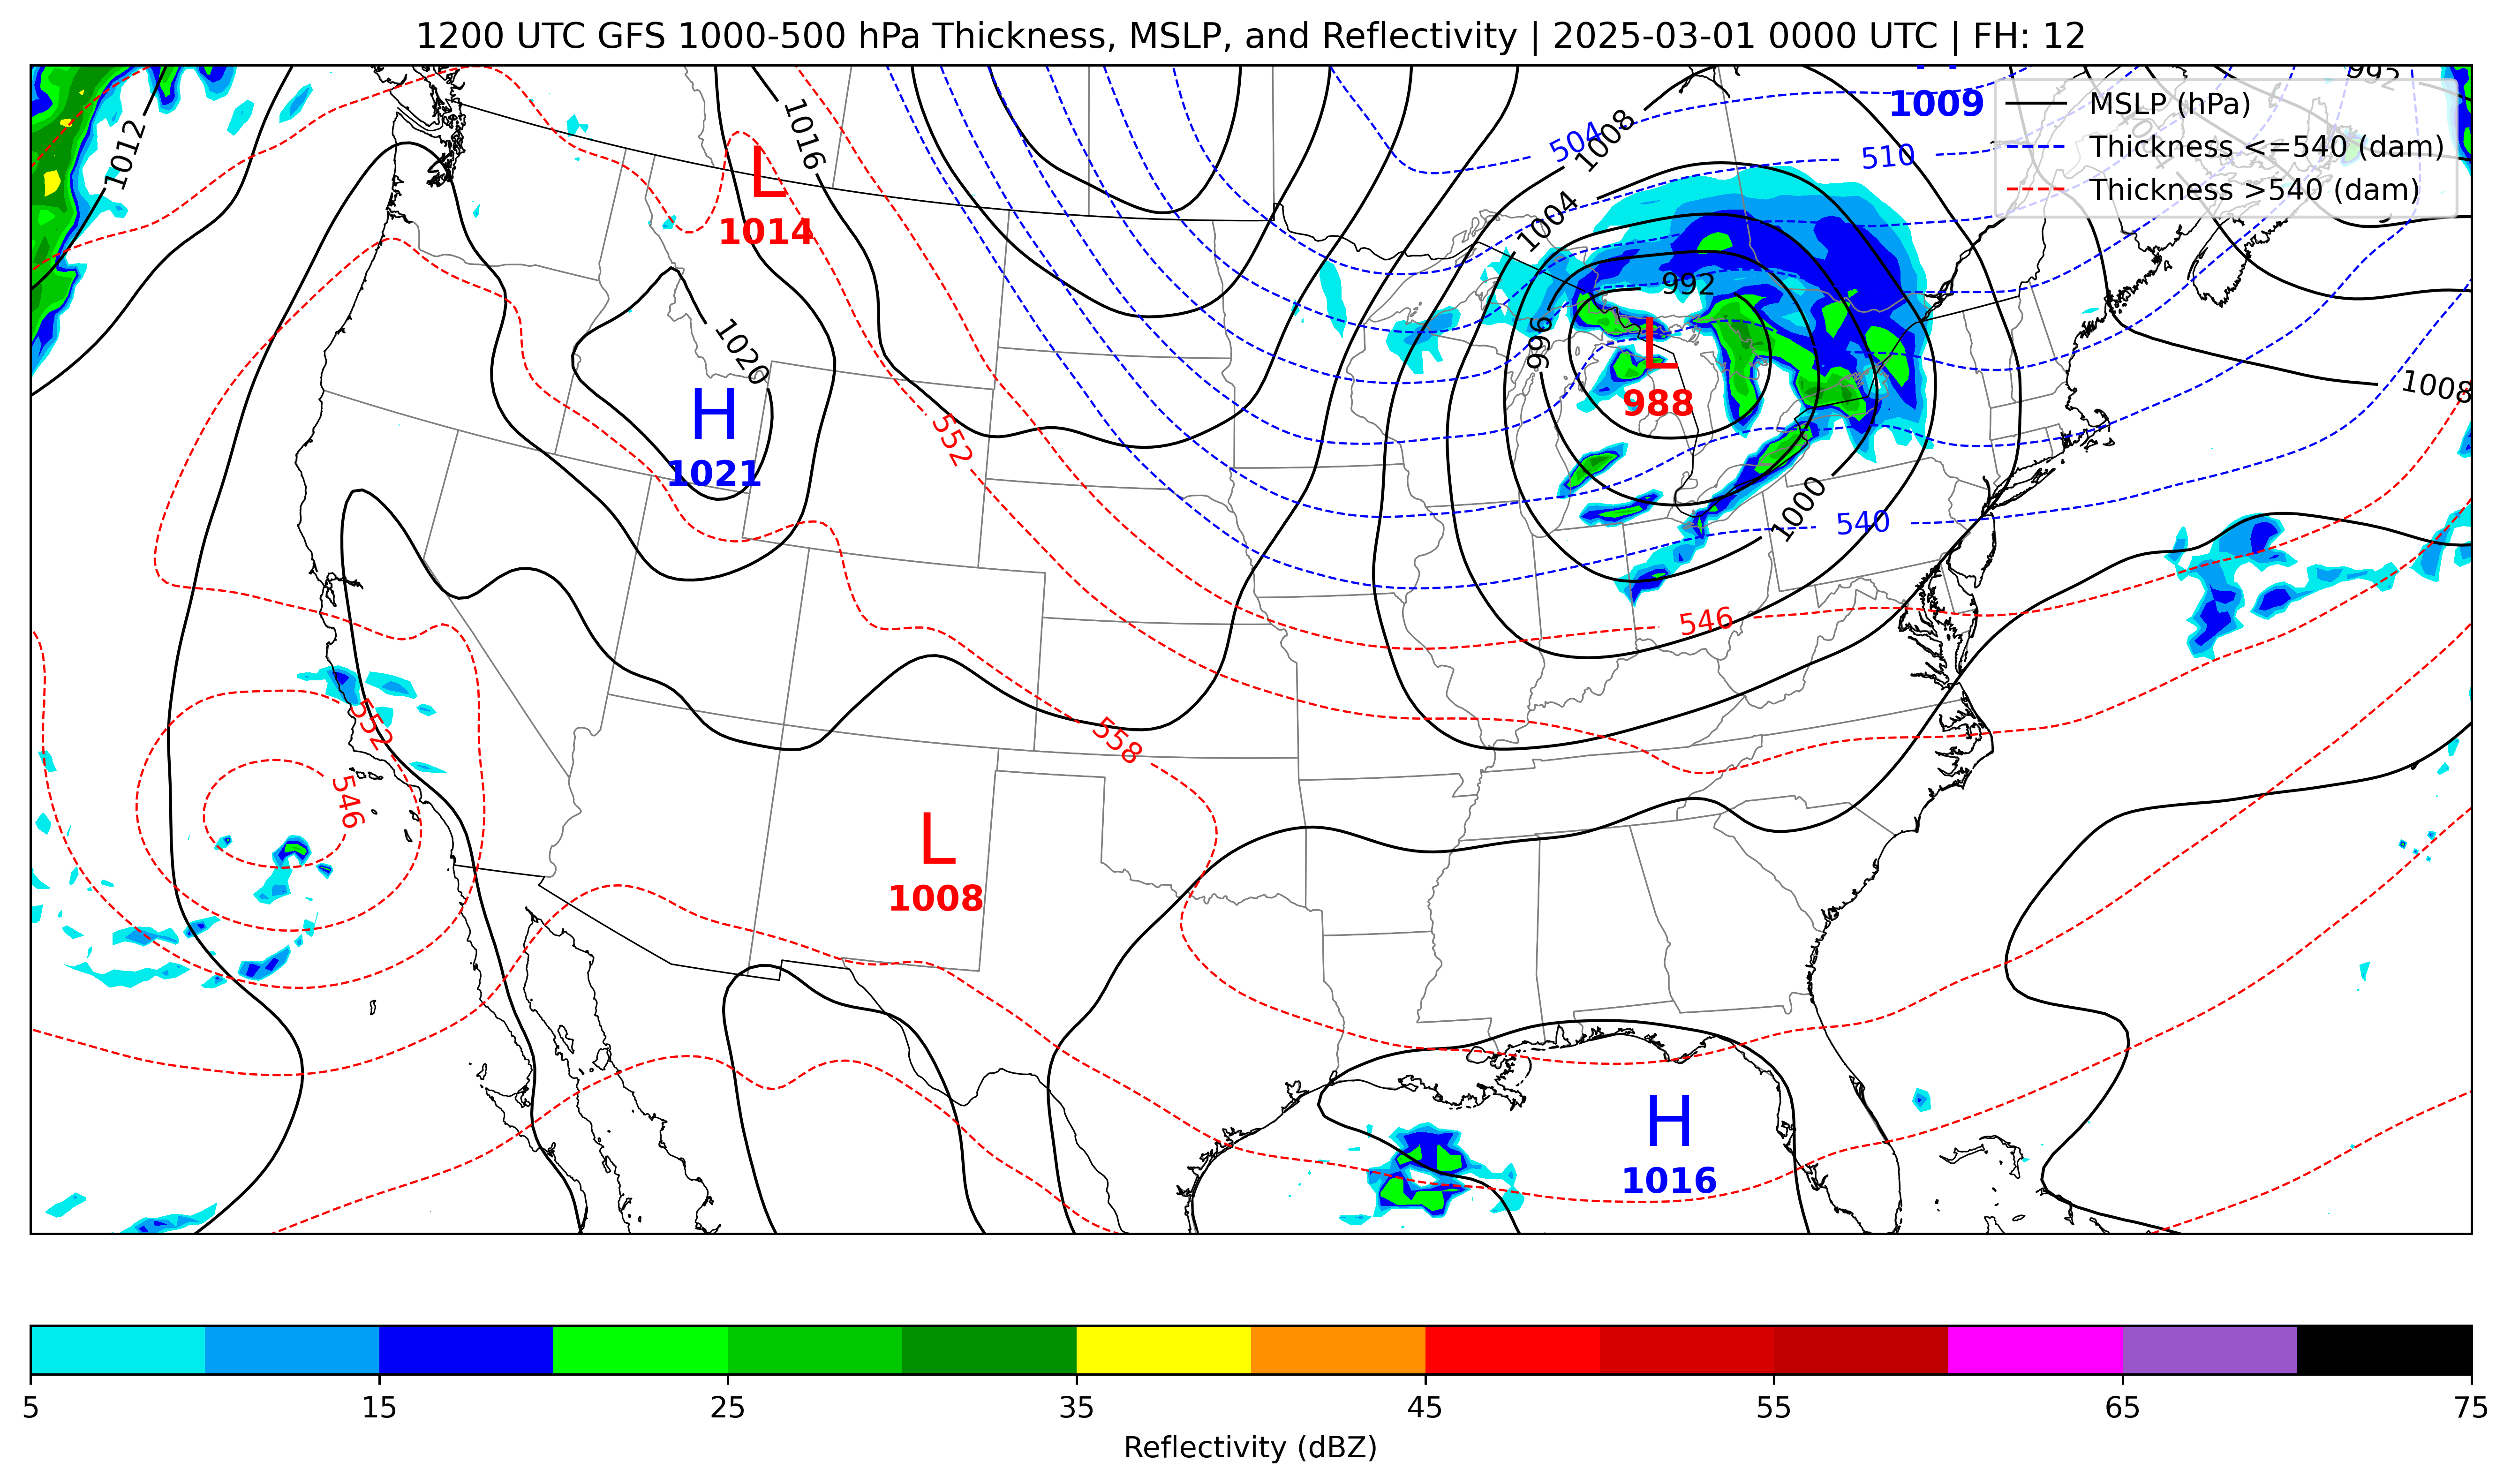 1200 UTC GFS 1000-500 hPa Thickness, MSLP, and Reflectivity | 2025-03-01 0000 UTC | FH: 12
992
1009
MSLP (hPa)
Thickness <=540 (dam)
Thickness >540 (dam)
1012
1016
504
1008
510
L
1014
1004
992
996
L
988
1020
H
1021
1008
552
1000
540
546
552
558
546
L
1008
H
1016
5 15 25 35 45 55 65 75
Reflectivity (dBZ)